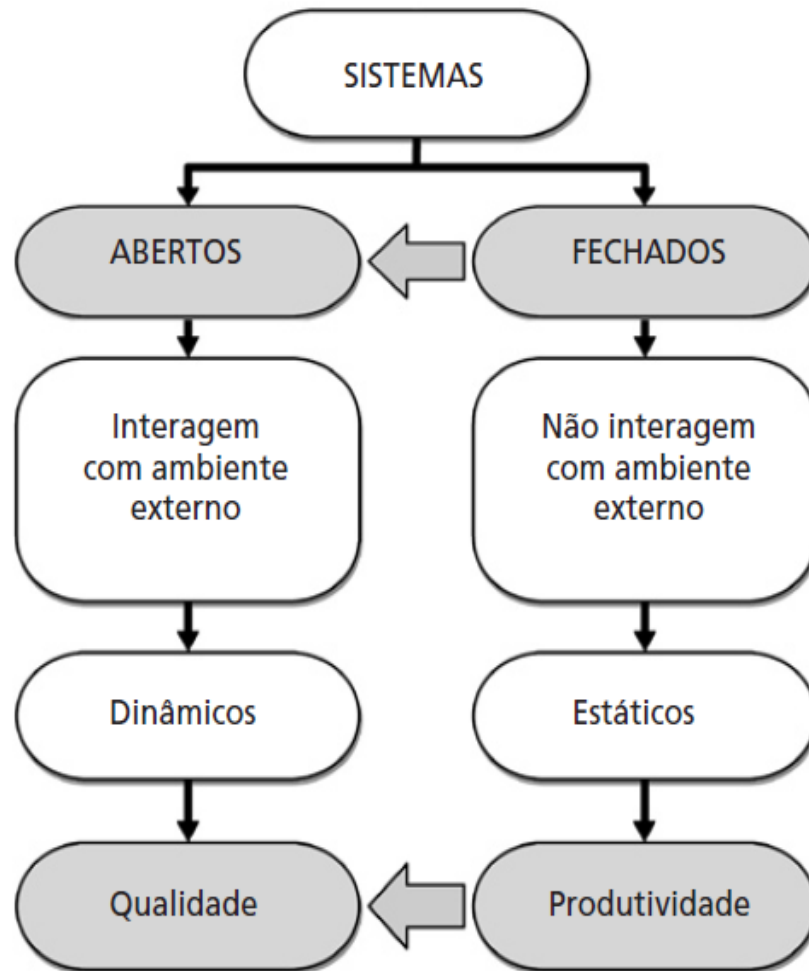 SISTEMAS
ABERTOS
FECHADOS
Interagem
com ambiente
externo
Não interagem
com ambiente
externo
Dinâmicos
Estáticos
Qualidade
Produtividade